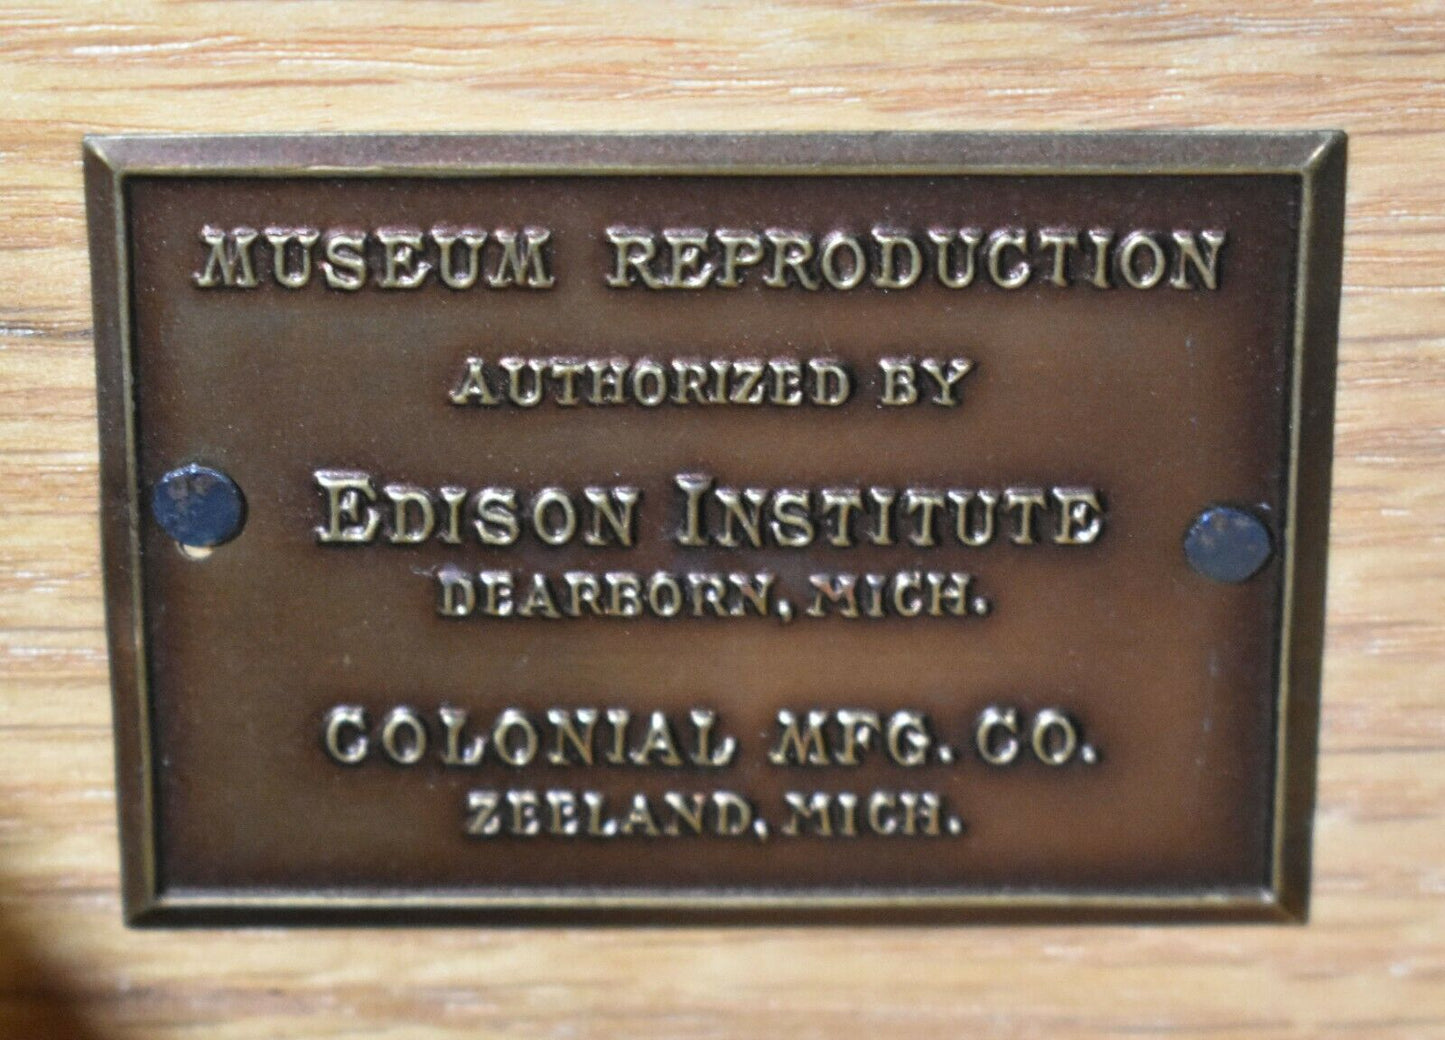 MUSEUM REPRODUCTION
AUTHORIZED BY
EDISON INSTITUTE
DEARBORN, MICH.
COLONIAL MFG. CO.
ZEELAND, MICH.